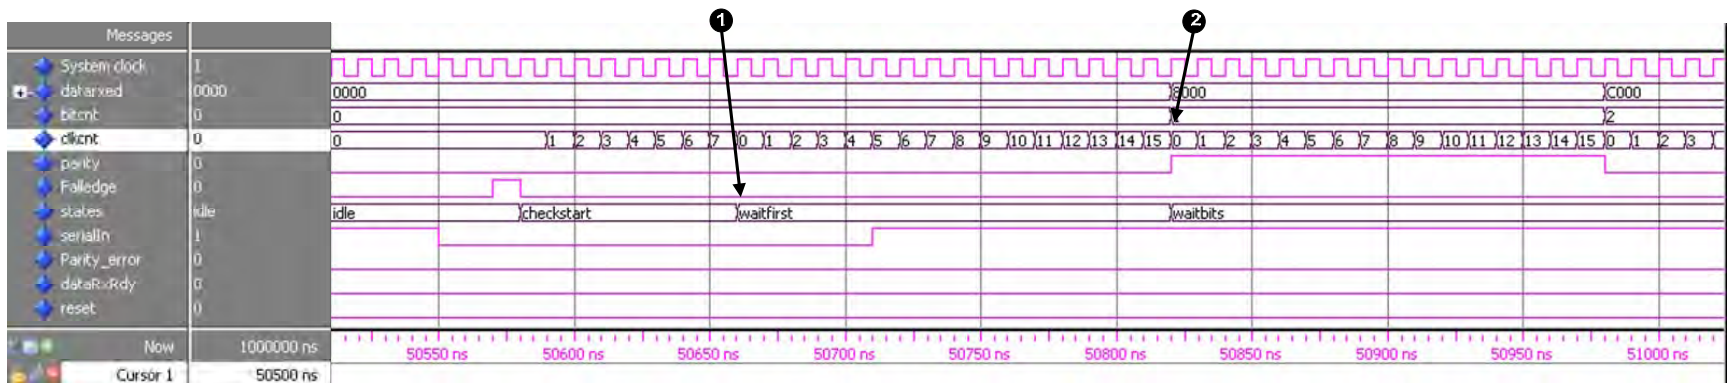 1 2
Messages
System clock 1
datarxed 0000 0000 8000 C000
bitcnt 0 0 1 2
clkcnt 0 0 1 2 3 4 5 6 7 0 1 2 3 4 5 6 7 8 9 10 11 12 13 14 15 0 1 2 3 4 5 6 7 8 9 10 11 12 13 14 15 0 1 2 3
parity 0
Falledge 0
states idle idle checkstart waitfirst waitbits
serialIn 1
Parity_error 0
dataRxRdy 0
reset 0
Now 1000000 ns 50550 ns 50600 ns 50650 ns 50700 ns 50750 ns 50800 ns 50850 ns 50900 ns 50950 ns 51000 ns
Cursor 1 50500 ns